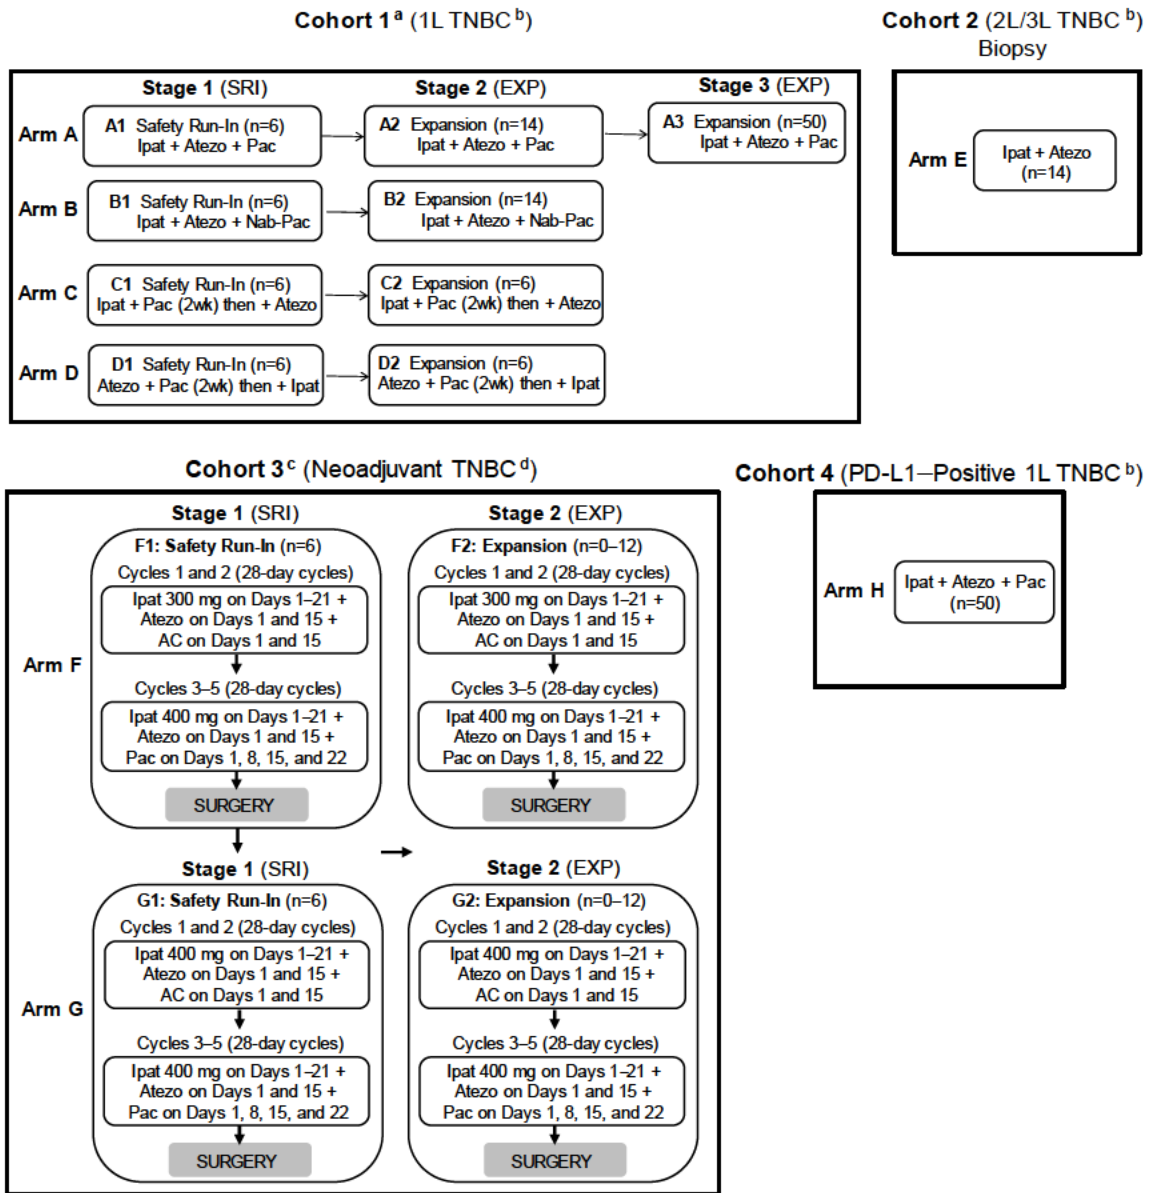 Cohort 1ᵃ (1L TNBCᵇ)
Stage 1 (SRI)
Stage 2 (EXP)
Stage 3 (EXP)
Arm A
A1 Safety Run-In (n=6)
Ipat + Atezo + Pac
A2 Expansion (n=14)
Ipat + Atezo + Pac
A3 Expansion (n=50)
Ipat + Atezo + Pac
Arm B
B1 Safety Run-In (n=6)
Ipat + Atezo + Nab-Pac
B2 Expansion (n=14)
Ipat + Atezo + Nab-Pac
Arm C
C1 Safety Run-In (n=6)
Ipat + Pac (2wk) then + Atezo
C2 Expansion (n=6)
Ipat + Pac (2wk) then + Atezo
Arm D
D1 Safety Run-In (n=6)
Atezo + Pac (2wk) then + Ipat
D2 Expansion (n=6)
Atezo + Pac (2wk) then + Ipat
Cohort 2 (2L/3L TNBCᵇ)
Biopsy
Arm E
Ipat + Atezo
(n=14)
Cohort 3ᶜ (Neoadjuvant TNBCᵈ)
Stage 1 (SRI)
Stage 2 (EXP)
Arm F
F1: Safety Run-In (n=6)
Cycles 1 and 2 (28-day cycles)
Ipat 300 mg on Days 1–21 +
Atezo on Days 1 and 15 +
AC on Days 1 and 15
Cycles 3–5 (28-day cycles)
Ipat 400 mg on Days 1–21 +
Atezo on Days 1 and 15 +
Pac on Days 1, 8, 15, and 22
SURGERY
F2: Expansion (n=0–12)
Cycles 1 and 2 (28-day cycles)
Ipat 300 mg on Days 1–21 +
Atezo on Days 1 and 15 +
AC on Days 1 and 15
Cycles 3–5 (28-day cycles)
Ipat 400 mg on Days 1–21 +
Atezo on Days 1 and 15 +
Pac on Days 1, 8, 15, and 22
SURGERY
Stage 1 (SRI)
Stage 2 (EXP)
Arm G
G1: Safety Run-In (n=6)
Cycles 1 and 2 (28-day cycles)
Ipat 400 mg on Days 1–21 +
Atezo on Days 1 and 15 +
AC on Days 1 and 15
Cycles 3–5 (28-day cycles)
Ipat 400 mg on Days 1–21 +
Atezo on Days 1 and 15 +
Pac on Days 1, 8, 15, and 22
SURGERY
G2: Expansion (n=0–12)
Cycles 1 and 2 (28-day cycles)
Ipat 400 mg on Days 1–21 +
Atezo on Days 1 and 15 +
AC on Days 1 and 15
Cycles 3–5 (28-day cycles)
Ipat 400 mg on Days 1–21 +
Atezo on Days 1 and 15 +
Pac on Days 1, 8, 15, and 22
SURGERY
Cohort 4 (PD-L1–Positive 1L TNBCᵇ)
Arm H
Ipat + Atezo + Pac
(n=50)